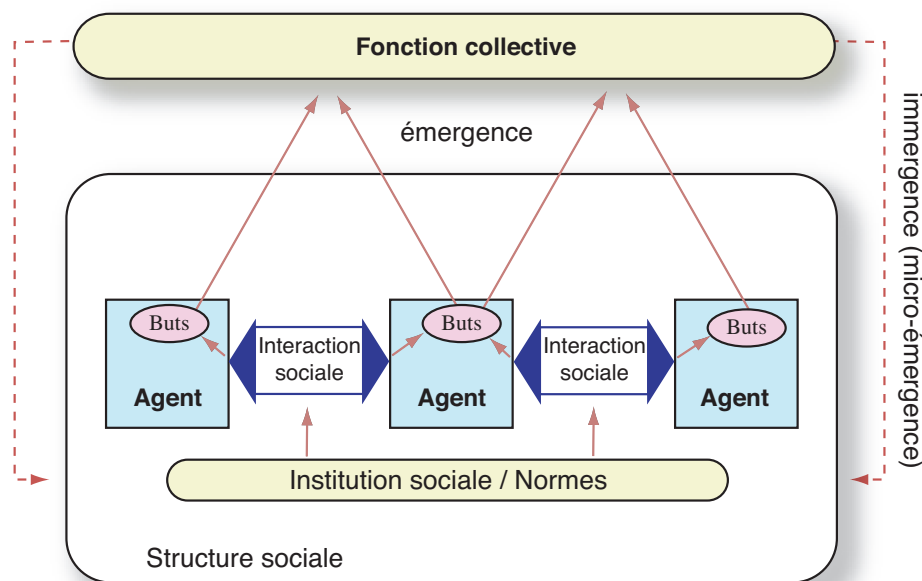 Fonction collective
émergence
immergence (micro-émergence)
Buts
Buts
Buts
Interaction
sociale
Interaction
sociale
Agent
Agent
Agent
Institution sociale / Normes
Structure sociale